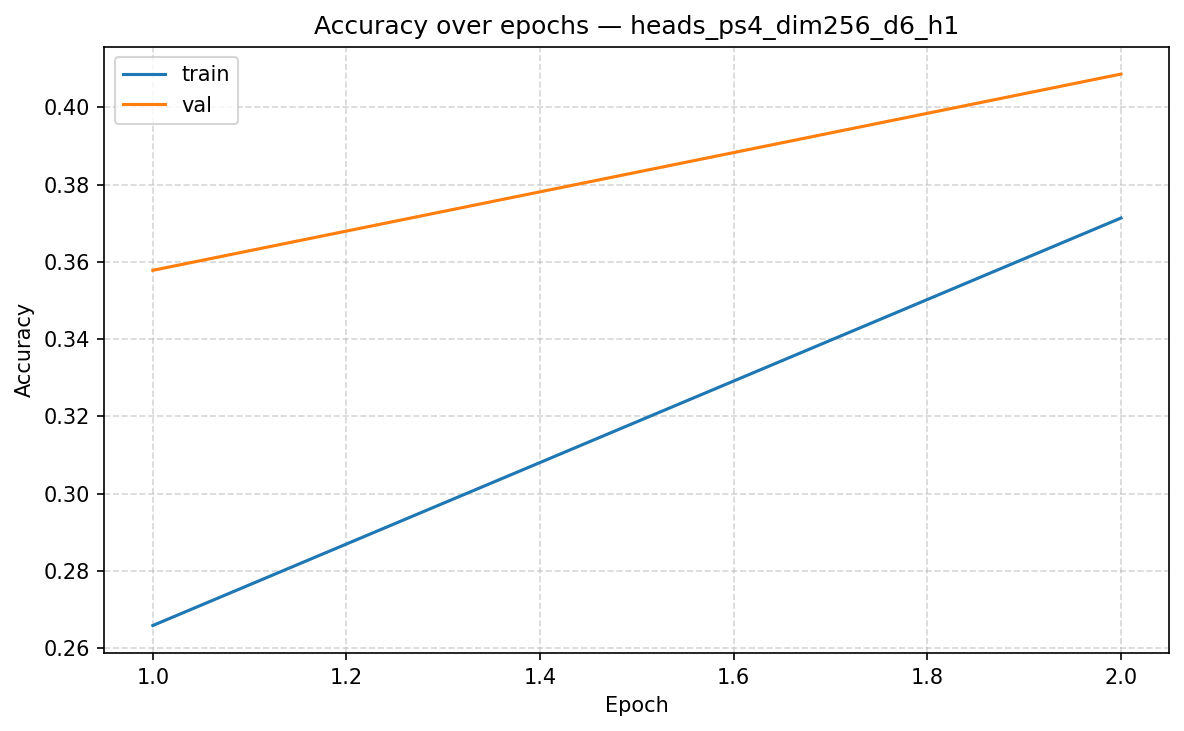 Accuracy over epochs — heads_ps4_dim256_d6_h1
train
val
Accuracy
0.40
0.38
0.36
0.34
0.32
0.30
0.28
0.26
1.0 1.2 1.4 1.6 1.8 2.0
Epoch